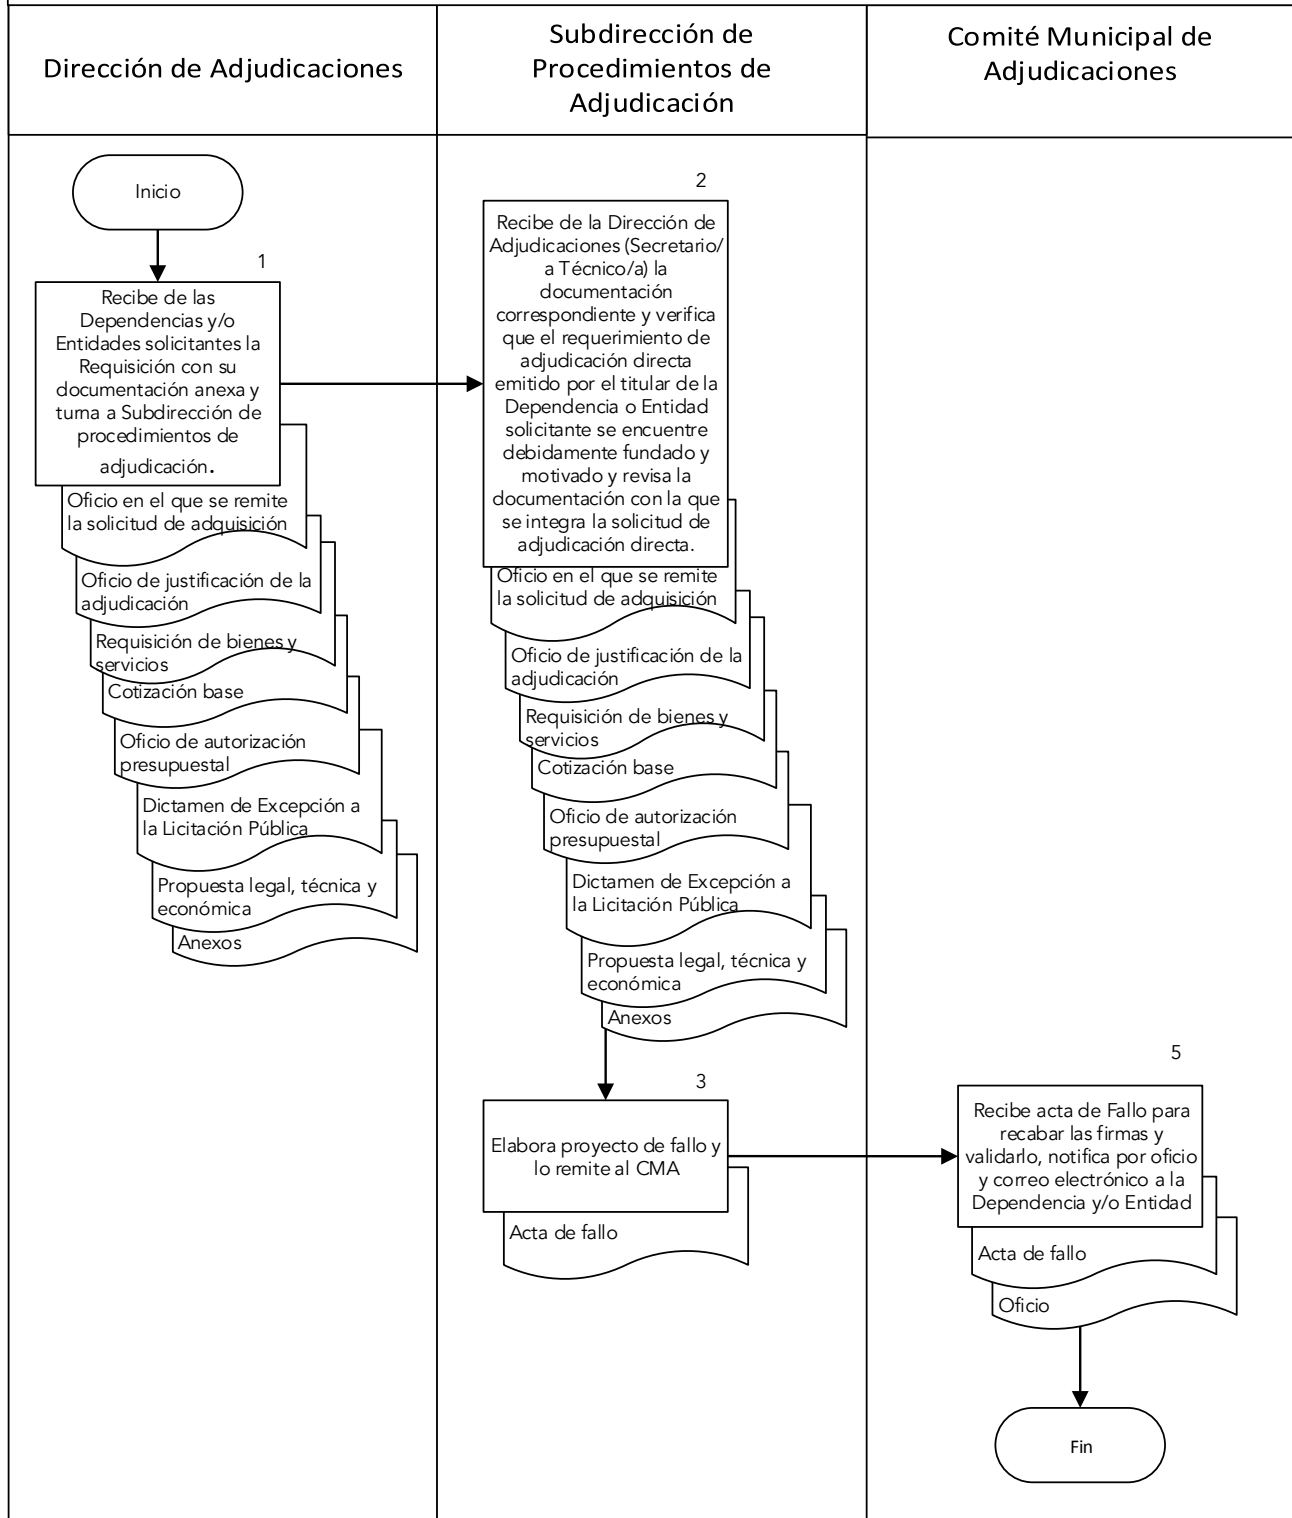 Dirección de Adjudicaciones
Subdirección de
Procedimientos de
Adjudicación
Comité Municipal de
Adjudicaciones
Inicio
1
Recibe de las
Dependencias y/o
Entidades solicitantes la
Requisición con su
documentación anexa y
turna a Subdirección de
procedimientos de
adjudicación.
Oficio en el que se remite
la solicitud de adquisición
Oficio de justificación de la
adjudicación
Requisición de bienes y
servicios
Cotización base
Oficio de autorización
presupuestal
Dictamen de Excepción a
la Licitación Pública
Propuesta legal, técnica y
económica
Anexos
2
Recibe de la Dirección de
Adjudicaciones (Secretario/
a Técnico/a) la
documentación
correspondiente y verifica
que el requerimiento de
adjudicación directa
emitido por el titular de la
Dependencia o Entidad
solicitante se encuentre
debidamente fundado y
motivado y revisa la
documentación con la que
se integra la solicitud de
adjudicación directa.
Oficio en el que se remite
la solicitud de adquisición
Oficio de justificación de la
adjudicación
Requisición de bienes y
servicios
Cotización base
Oficio de autorización
presupuestal
Dictamen de Excepción a
la Licitación Pública
Propuesta legal, técnica y
económica
Anexos
3
Elabora proyecto de fallo y
lo remite al CMA
Acta de fallo
5
Recibe acta de Fallo para
recabar las firmas y
validarlo, notifica por oficio
y correo electrónico a la
Dependencia y/o Entidad
Acta de fallo
Oficio
Fin